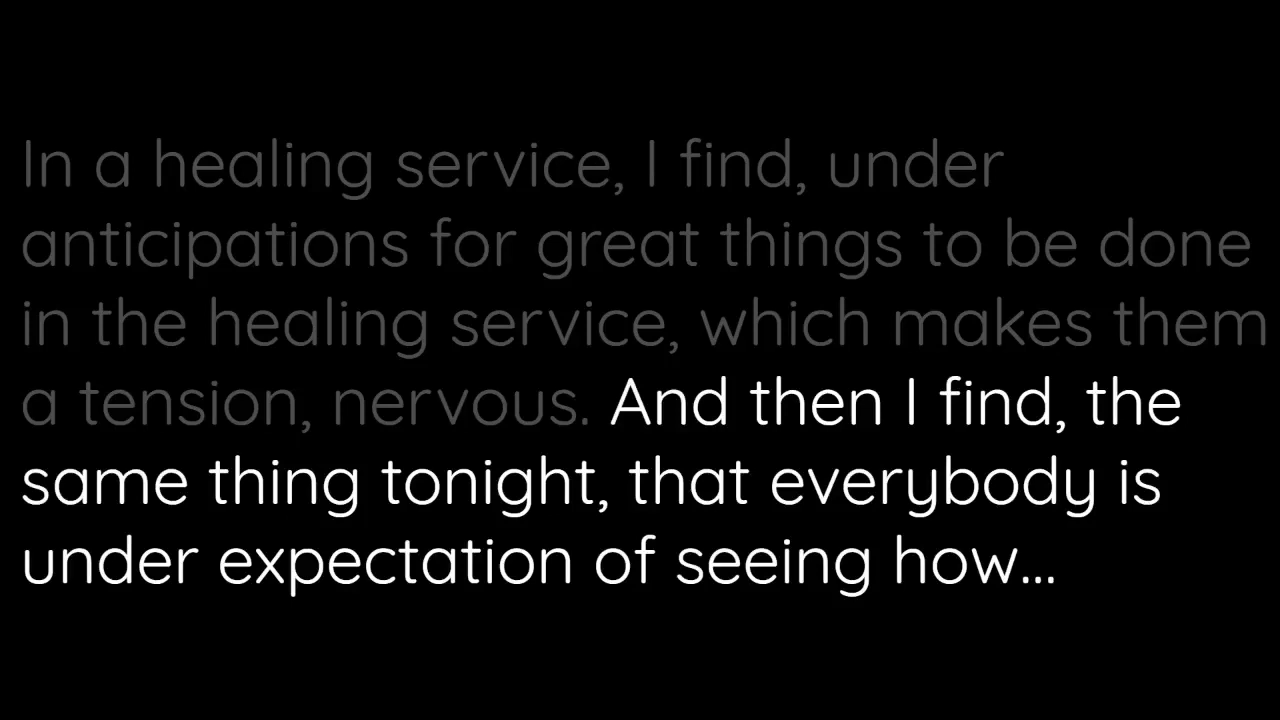 In a healing service, I find, under
anticipations for great things to be done
in the healing service, which makes them
a tension, nervous. And then I find, the
same thing tonight, that everybody is
under expectation of seeing how...